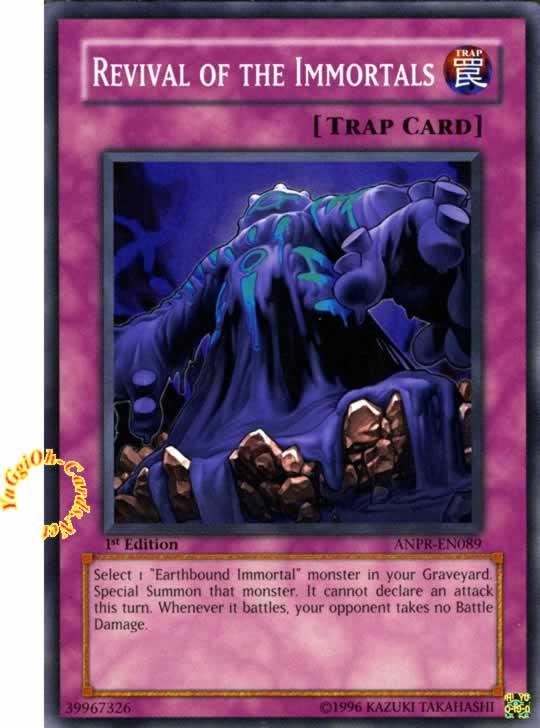 REVIVAL OF THE IMMORTALS
TRAP
罠
[TRAP CARD]
YuGgiOh-Cards.Net
1st Edition
ANPR-EN089
Select 1 "Earthbound Immortal" monster in your Graveyard.
Special Summon that monster. It cannot declare an attack
this turn. Whenever it battles, your opponent takes no Battle
Damage.
39967326
©1996 KAZUKI TAKAHASHI